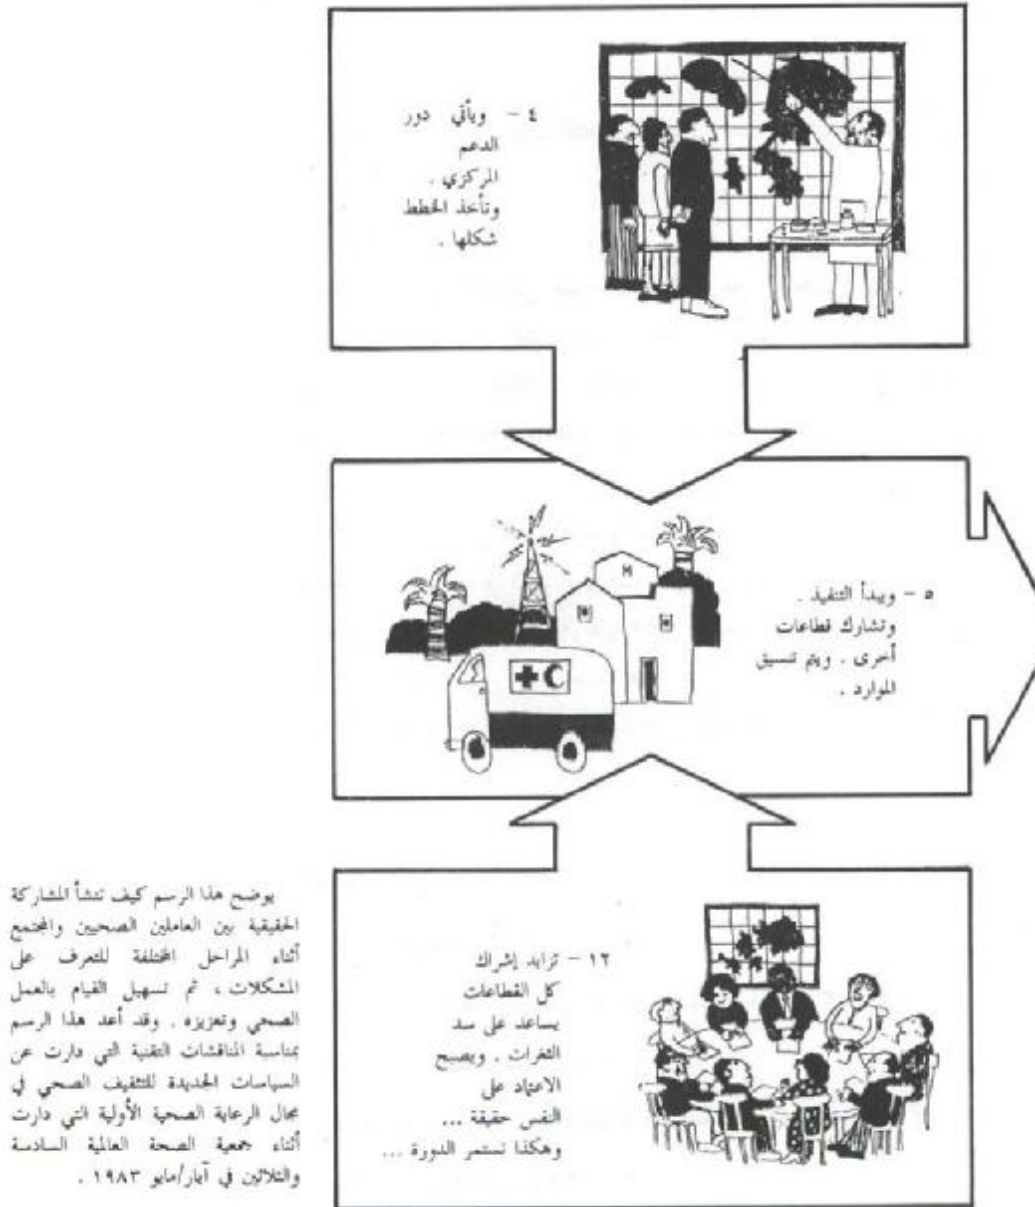 ٤ – ويأتي دور
الدعم
المركزي .
وتأخذ الخطط
شكلها .
٥ – ويبدأ التنفيذ .
وتشارك قطاعات
أخرى . ويتم تنسيق
الموارد .
١٢ – تزايد إشراك
كل القطاعات
يساعد على سد
الثغرات . ويصبح
الاعتماد على
النفس حقيقة ...
وهكذا تستمر الدورة ...
يوضح هذا الرسم كيف تنشأ المشاركة
الحقيقية بين العاملين الصحيين والمجتمع
أثناء المراحل المختلفة للتعرف على
المشكلات ، ثم تسهيل القيام بالعمل
الصحي وتعزيزه . وقد أعد هذا الرسم
بمناسبة المناقشات التقنية التي دارت عن
السياسات الجديدة للتثقيف الصحي في
مجال الرعاية الصحية الأولية التي دارت
أثناء جمعية الصحة العالمية السادسة
والثلاثين في آيار/مايو ١٩٨٣ .